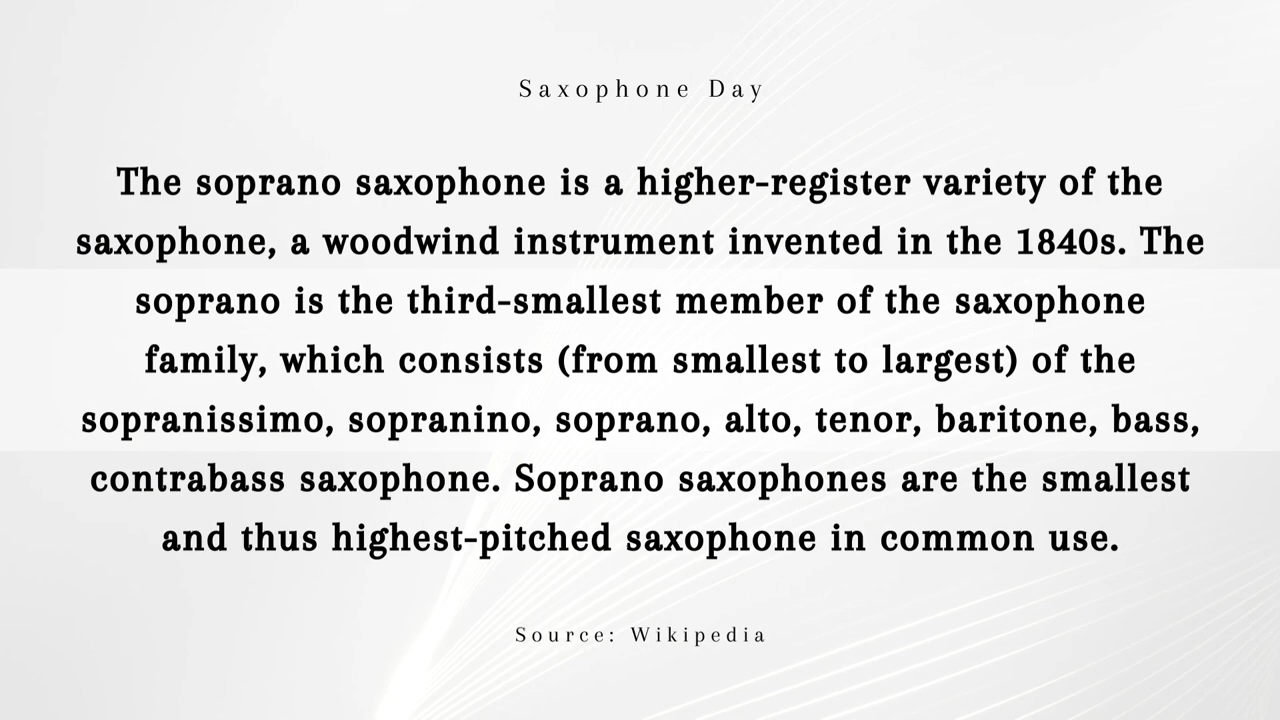 Saxophone Day
The soprano saxophone is a higher-register variety of the
saxophone, a woodwind instrument invented in the 1840s. The
soprano is the third-smallest member of the saxophone
family, which consists (from smallest to largest) of the
sopranissimo, sopranino, soprano, alto, tenor, baritone, bass,
contrabass saxophone. Soprano saxophones are the smallest
and thus highest-pitched saxophone in common use.
Source: Wikipedia